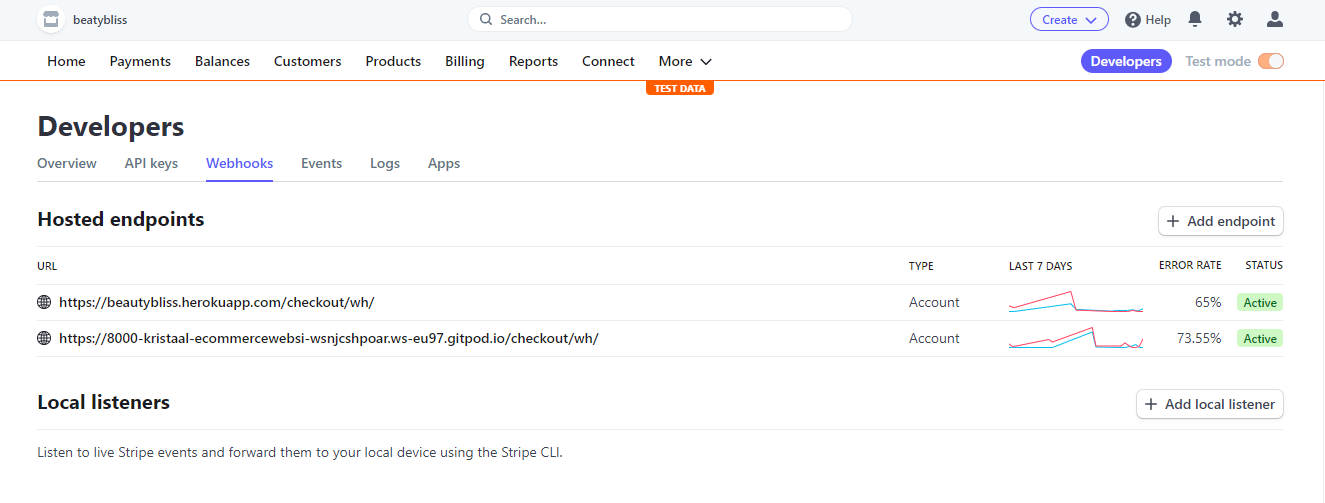 beatybliss
Search...
Create
Help
Home Payments Balances Customers Products Billing Reports Connect More
Developers Test mode
TEST DATA
Developers
Overview API keys Webhooks Events Logs Apps
Hosted endpoints
+ Add endpoint
URL TYPE LAST 7 DAYS ERROR RATE STATUS
https://beautybliss.herokuapp.com/checkout/wh/ Account 65% Active
https://8000-kristaal-ecommercewebsi-wsnjcshpoar.ws-eu97.gitpod.io/checkout/wh/ Account 73.55% Active
Local listeners
+ Add local listener
Listen to live Stripe events and forward them to your local device using the Stripe CLI.